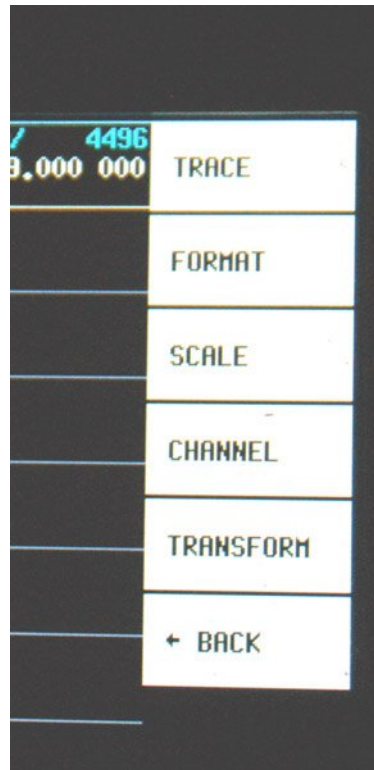 / 4496
.000 000
TRACE
FORMAT
SCALE
CHANNEL
TRANSFORM
← BACK